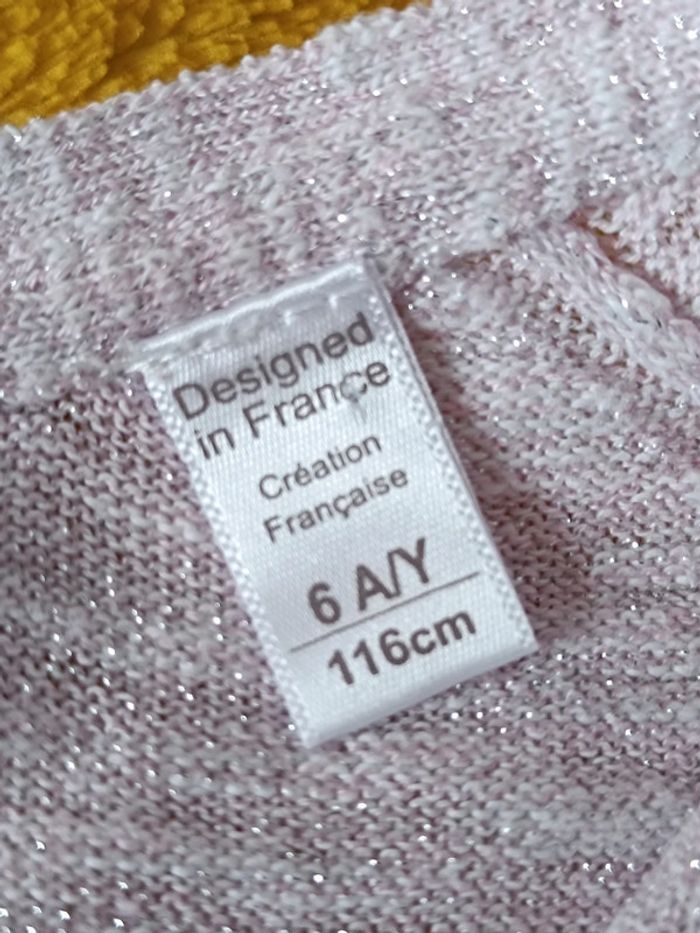 Designed
in France
Création
Française
6 A/Y
116cm